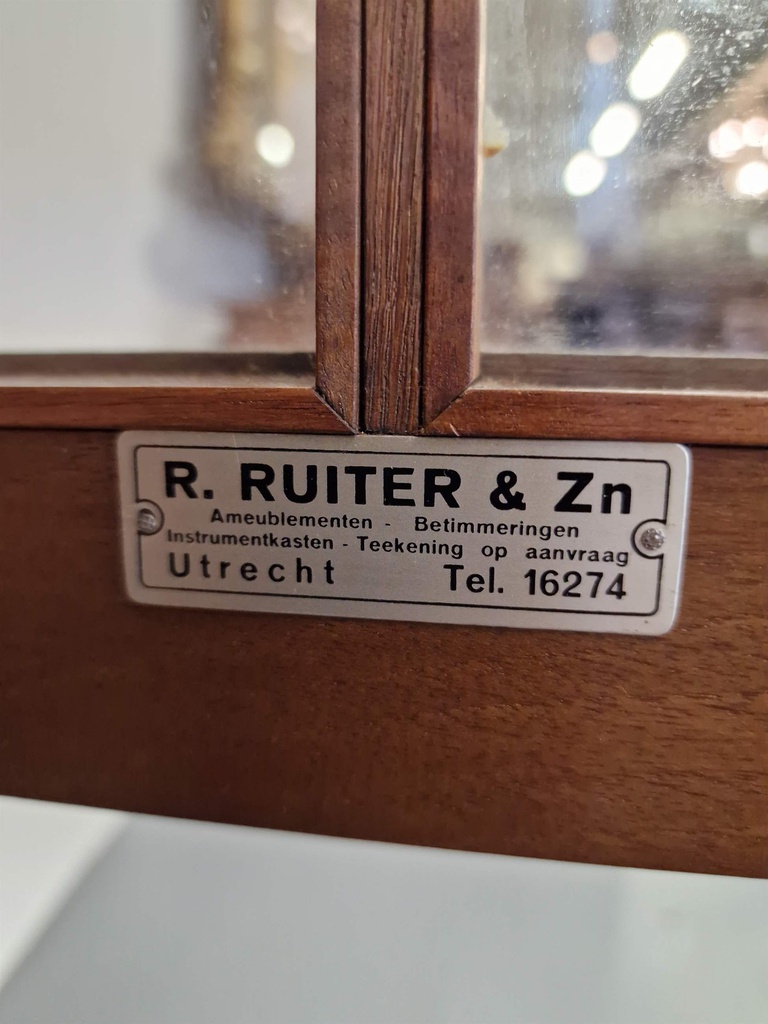 R. RUITER & Zn
Ameublementen - Betimmeringen
Instrumentkasten - Teekening op aanvraag
Utrecht Tel. 16274